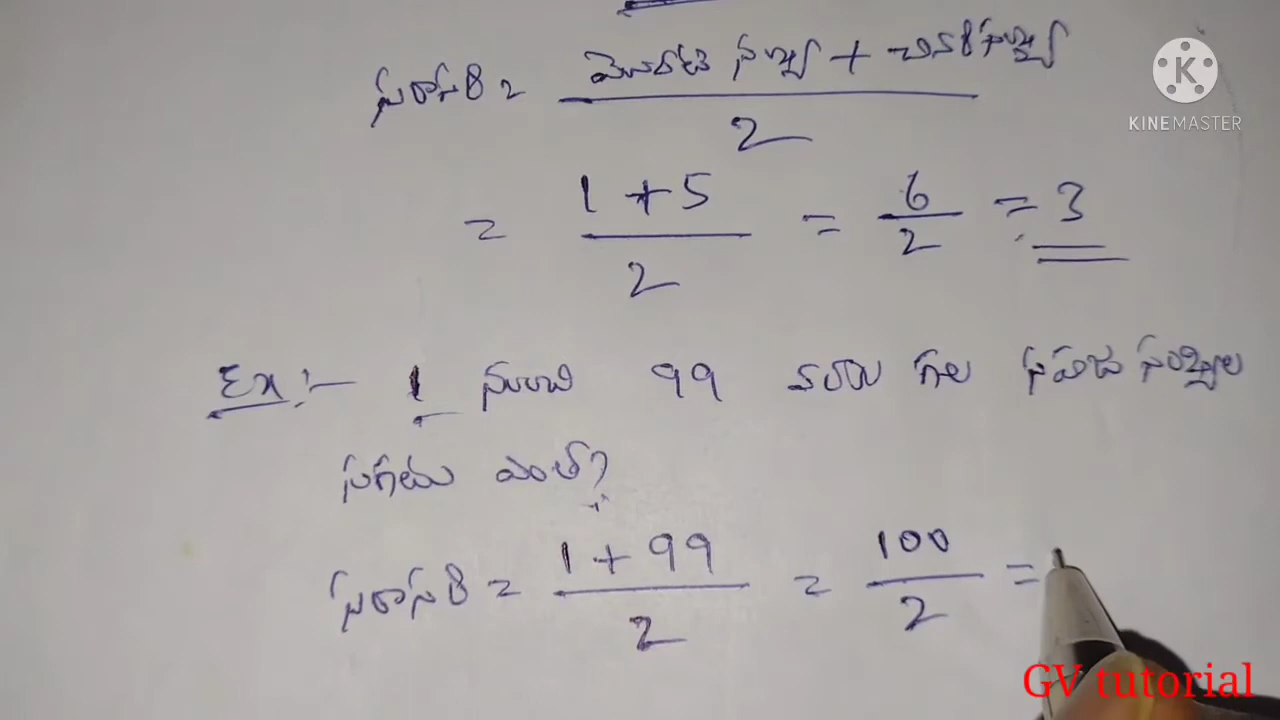 సరాసరి = మొదటి సంఖ్య + చివరి సంఖ్య / 2
= 1 + 5 / 2 = 6 / 2 = 3
Ex :- 1 నుంచి 99 వరకు గల సహజ సంఖ్యల
సగటు ఎంత?
సరాసరి = 1 + 99 / 2 = 100 / 2 =
KINEMASTER
GV tutorial